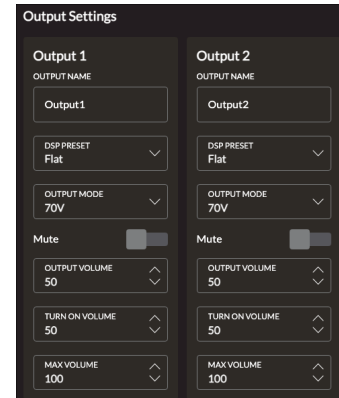 Output Settings
Output 1
OUTPUT NAME
Output1
DSP PRESET
Flat
OUTPUT MODE
70V
Mute
OUTPUT VOLUME
50
TURN ON VOLUME
50
MAX VOLUME
100
Output 2
OUTPUT NAME
Output2
DSP PRESET
Flat
OUTPUT MODE
70V
Mute
OUTPUT VOLUME
50
TURN ON VOLUME
50
MAX VOLUME
100